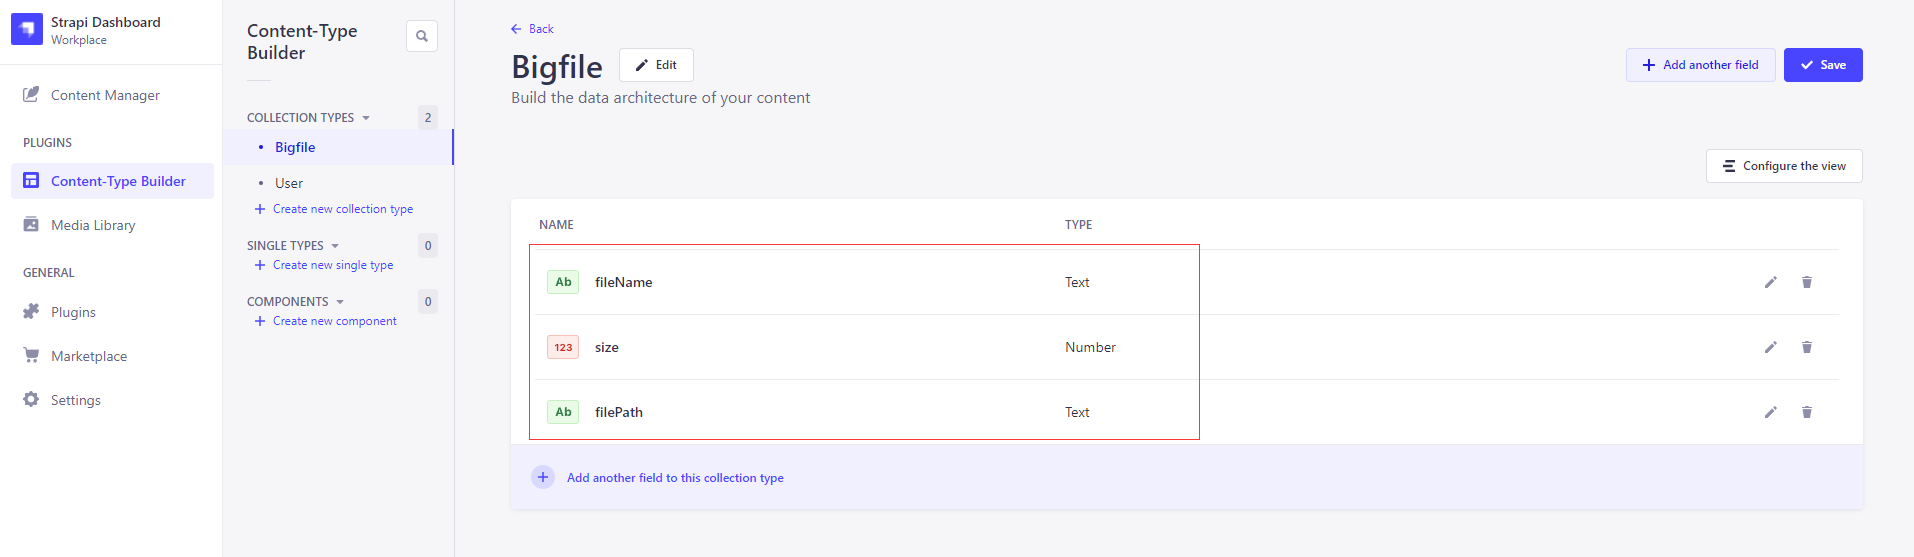 Strapi Dashboard
Workplace
Content Manager
PLUGINS
Content-Type Builder
Media Library
GENERAL
Plugins
Marketplace
Settings
Content-Type
Builder
COLLECTION TYPES
2
Bigfile
User
Create new collection type
SINGLE TYPES
0
Create new single type
COMPONENTS
0
Create new component
Back
Bigfile
Edit
Build the data architecture of your content
Add another field
Save
Configure the view
NAME
TYPE
Ab
fileName
Text
123
size
Number
Ab
filePath
Text
Add another field to this collection type